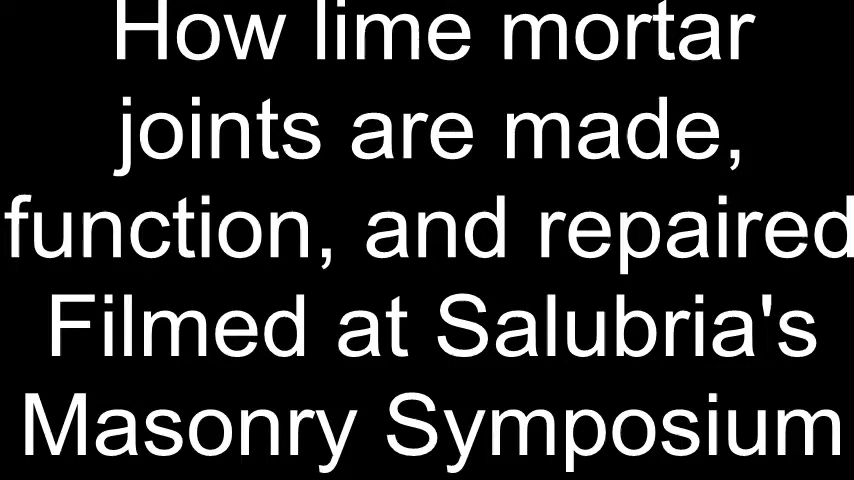 How lime mortar
joints are made,
function, and repaired
Filmed at Salubria's
Masonry Symposium